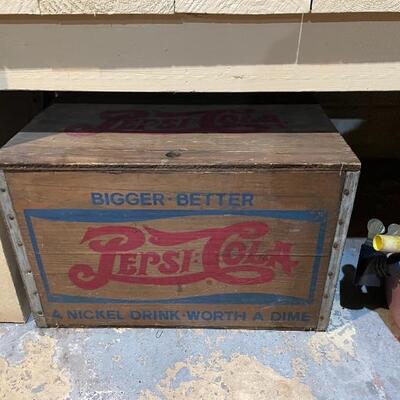 PEPSI-COLA
BIGGER·BETTER
PEPSI·COLA
A NICKEL DRINK·WORTH A DIME